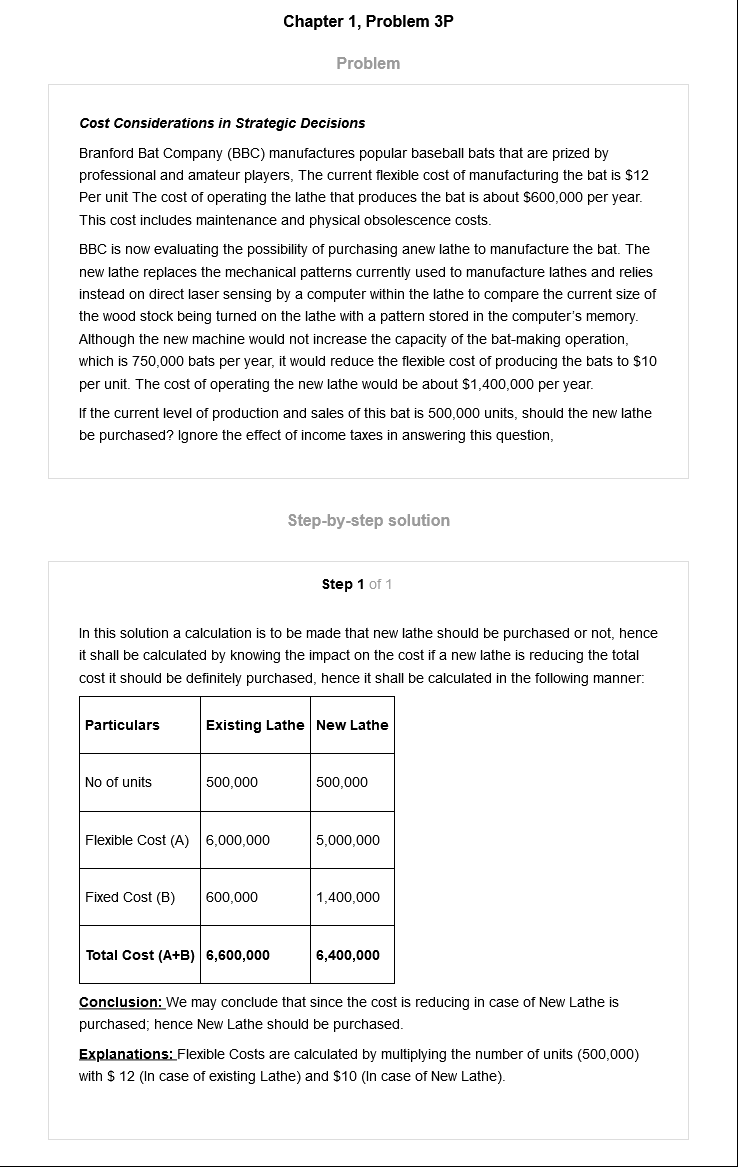 Chapter 1, Problem 3P
Problem
Cost Considerations in Strategic Decisions
Branford Bat Company (BBC) manufactures popular baseball bats that are prized by
professional and amateur players, The current flexible cost of manufacturing the bat is $12
Per unit The cost of operating the lathe that produces the bat is about $600,000 per year.
This cost includes maintenance and physical obsolescence costs.
BBC is now evaluating the possibility of purchasing anew lathe to manufacture the bat. The
new lathe replaces the mechanical patterns currently used to manufacture lathes and relies
instead on direct laser sensing by a computer within the lathe to compare the current size of
the wood stock being turned on the lathe with a pattern stored in the computer's memory.
Although the new machine would not increase the capacity of the bat-making operation,
which is 750,000 bats per year, it would reduce the flexible cost of producing the bats to $10
per unit. The cost of operating the new lathe would be about $1,400,000 per year.
If the current level of production and sales of this bat is 500,000 units, should the new lathe
be purchased? Ignore the effect of income taxes in answering this question,
Step-by-step solution
Step 1 of 1
In this solution a calculation is to be made that new lathe should be purchased or not, hence
it shall be calculated by knowing the impact on the cost if a new lathe is reducing the total
cost it should be definitely purchased, hence it shall be calculated in the following manner:
Particulars Existing Lathe New Lathe
No of units 500,000 500,000
Flexible Cost (A) 6,000,000 5,000,000
Fixed Cost (B) 600,000 1,400,000
Total Cost (A+B) 6,600,000 6,400,000
Conclusion: We may conclude that since the cost is reducing in case of New Lathe is
purchased; hence New Lathe should be purchased.
Explanations: Flexible Costs are calculated by multiplying the number of units (500,000)
with $ 12 (In case of existing Lathe) and $10 (In case of New Lathe).